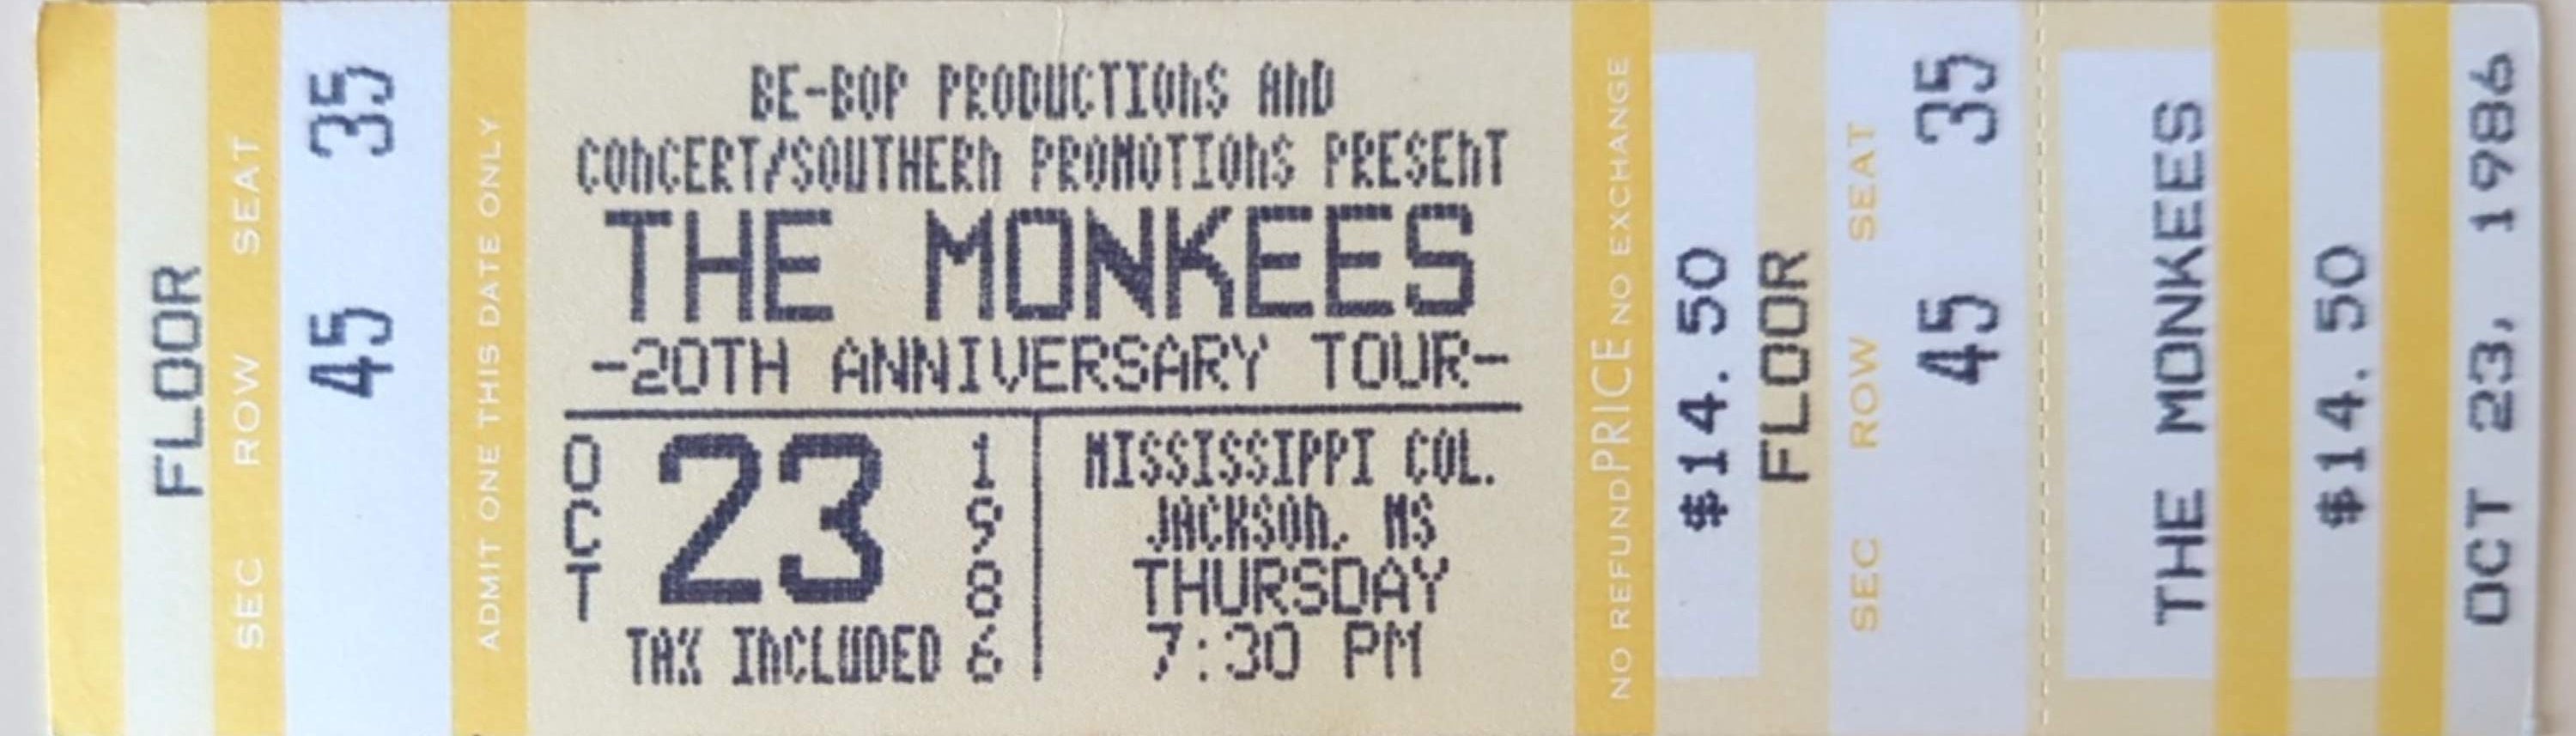 FLOOR
SEC ROW SEAT
45 35
ADMIT ONE THIS DATE ONLY
BE-BOP PRODUCTIONS AND
CONCERT/SOUTHERN PROMOTIONS PRESENT
THE MONKEES
-20TH ANNIVERSARY TOUR-
OCT 23 1986
TAX INCLUDED
MISSISSIPPI COL.
JACKSON, MS
THURSDAY
7:30 PM
NO REFUND PRICE NO EXCHANGE
$14.50
FLOOR
SEC ROW SEAT
45 35
THE MONKEES
$14.50
OCT 23, 1986